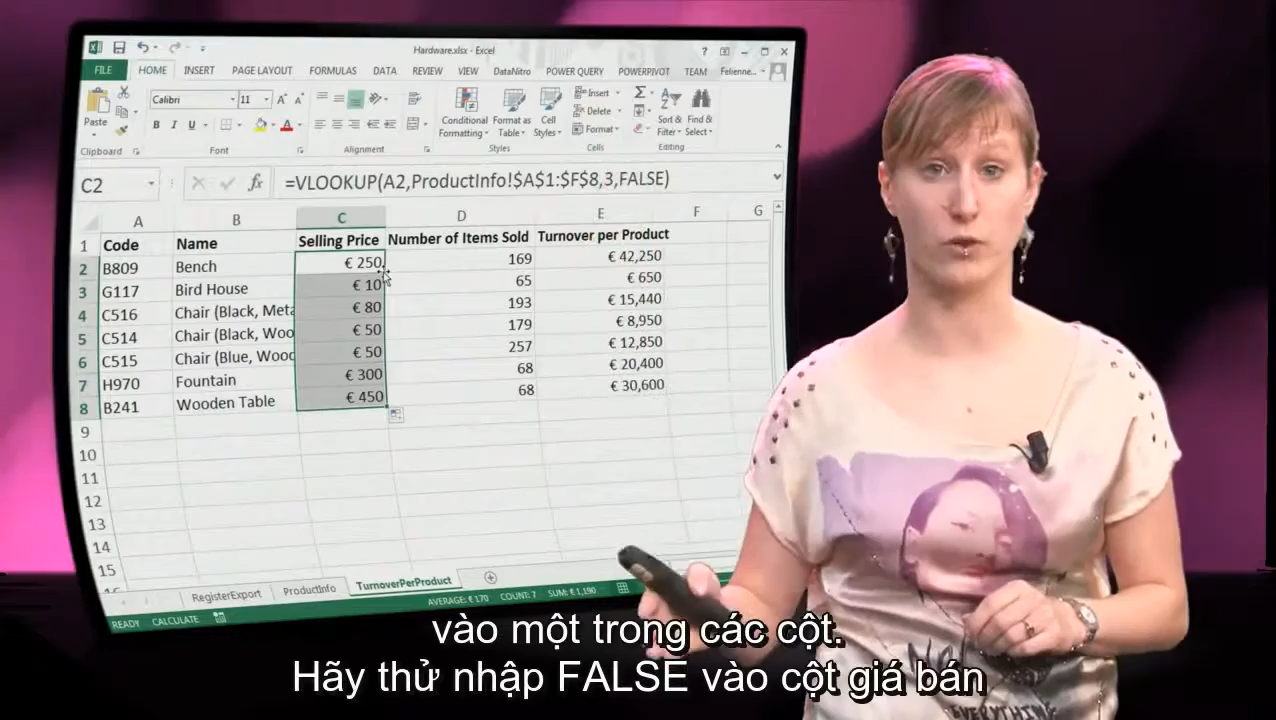 Hardware.xlsx - Excel
FILE HOME INSERT PAGE LAYOUT FORMULAS DATA REVIEW VIEW DataNitro POWER QUERY POWERPIVOT TEAM Felienne...
Calibri 11
Paste
B I U
Conditional Formatting
Format as Table
Cell Styles
Insert
Delete
Format
Sort & Filter
Find & Select
Clipboard Font Alignment Styles Cells Editing
C2 fx =VLOOKUP(A2,ProductInfo!$A$1:$F$8,3,FALSE)
A B C D E F G
1 Code Name Selling Price Number of Items Sold Turnover per Product
2 B809 Bench € 250 169 € 42,250
3 G117 Bird House € 10 65 € 650
4 C516 Chair (Black, Meta € 80 193 € 15,440
5 C514 Chair (Black, Woo € 50 179 € 8,950
6 C515 Chair (Blue, Wood € 50 257 € 12,850
7 H970 Fountain € 300 68 € 20,400
8 B241 Wooden Table € 450 68 € 30,600
9
10
11
12
13
14
15
RegisterExport ProductInfo TurnoverPerProduct
READY CALCULATE AVERAGE: € 170 COUNT: 7 SUM: € 1,190
vào một trong các cột.
Hãy thử nhập FALSE vào cột giá bán
EVERYTHING